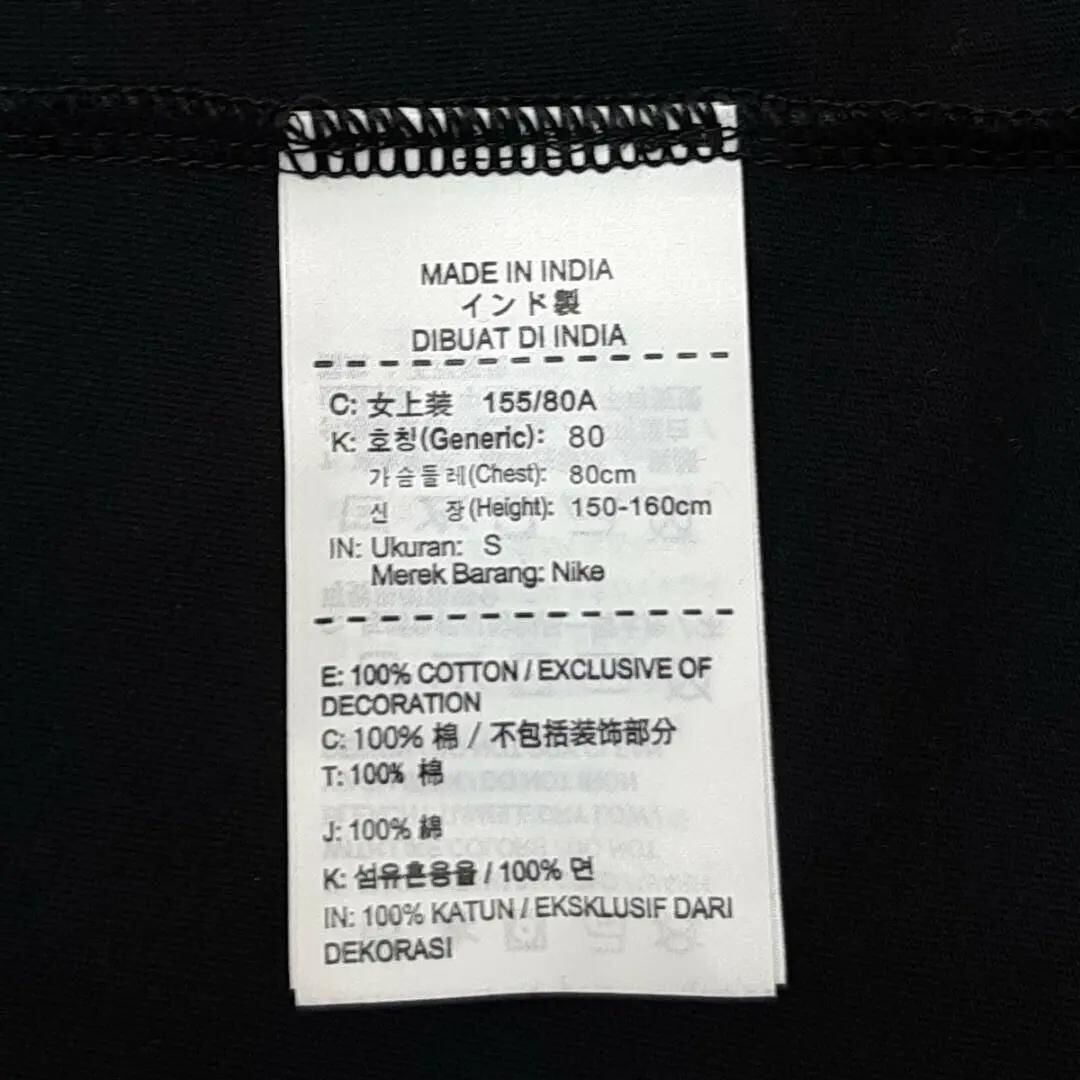 MADE IN INDIA
インド製
DIBUAT DI INDIA
C: 女上装 155/80A
K: 호칭(Generic): 80
가슴둘레(Chest): 80cm
신 장(Height): 150-160cm
IN: Ukuran: S
Merek Barang: Nike
E: 100% COTTON / EXCLUSIVE OF
DECORATION
C: 100% 棉 / 不包括装饰部分
T: 100% 棉
J: 100% 綿
K: 섬유혼용율 / 100% 면
IN: 100% KATUN / EKSKLUSIF DARI
DEKORASI